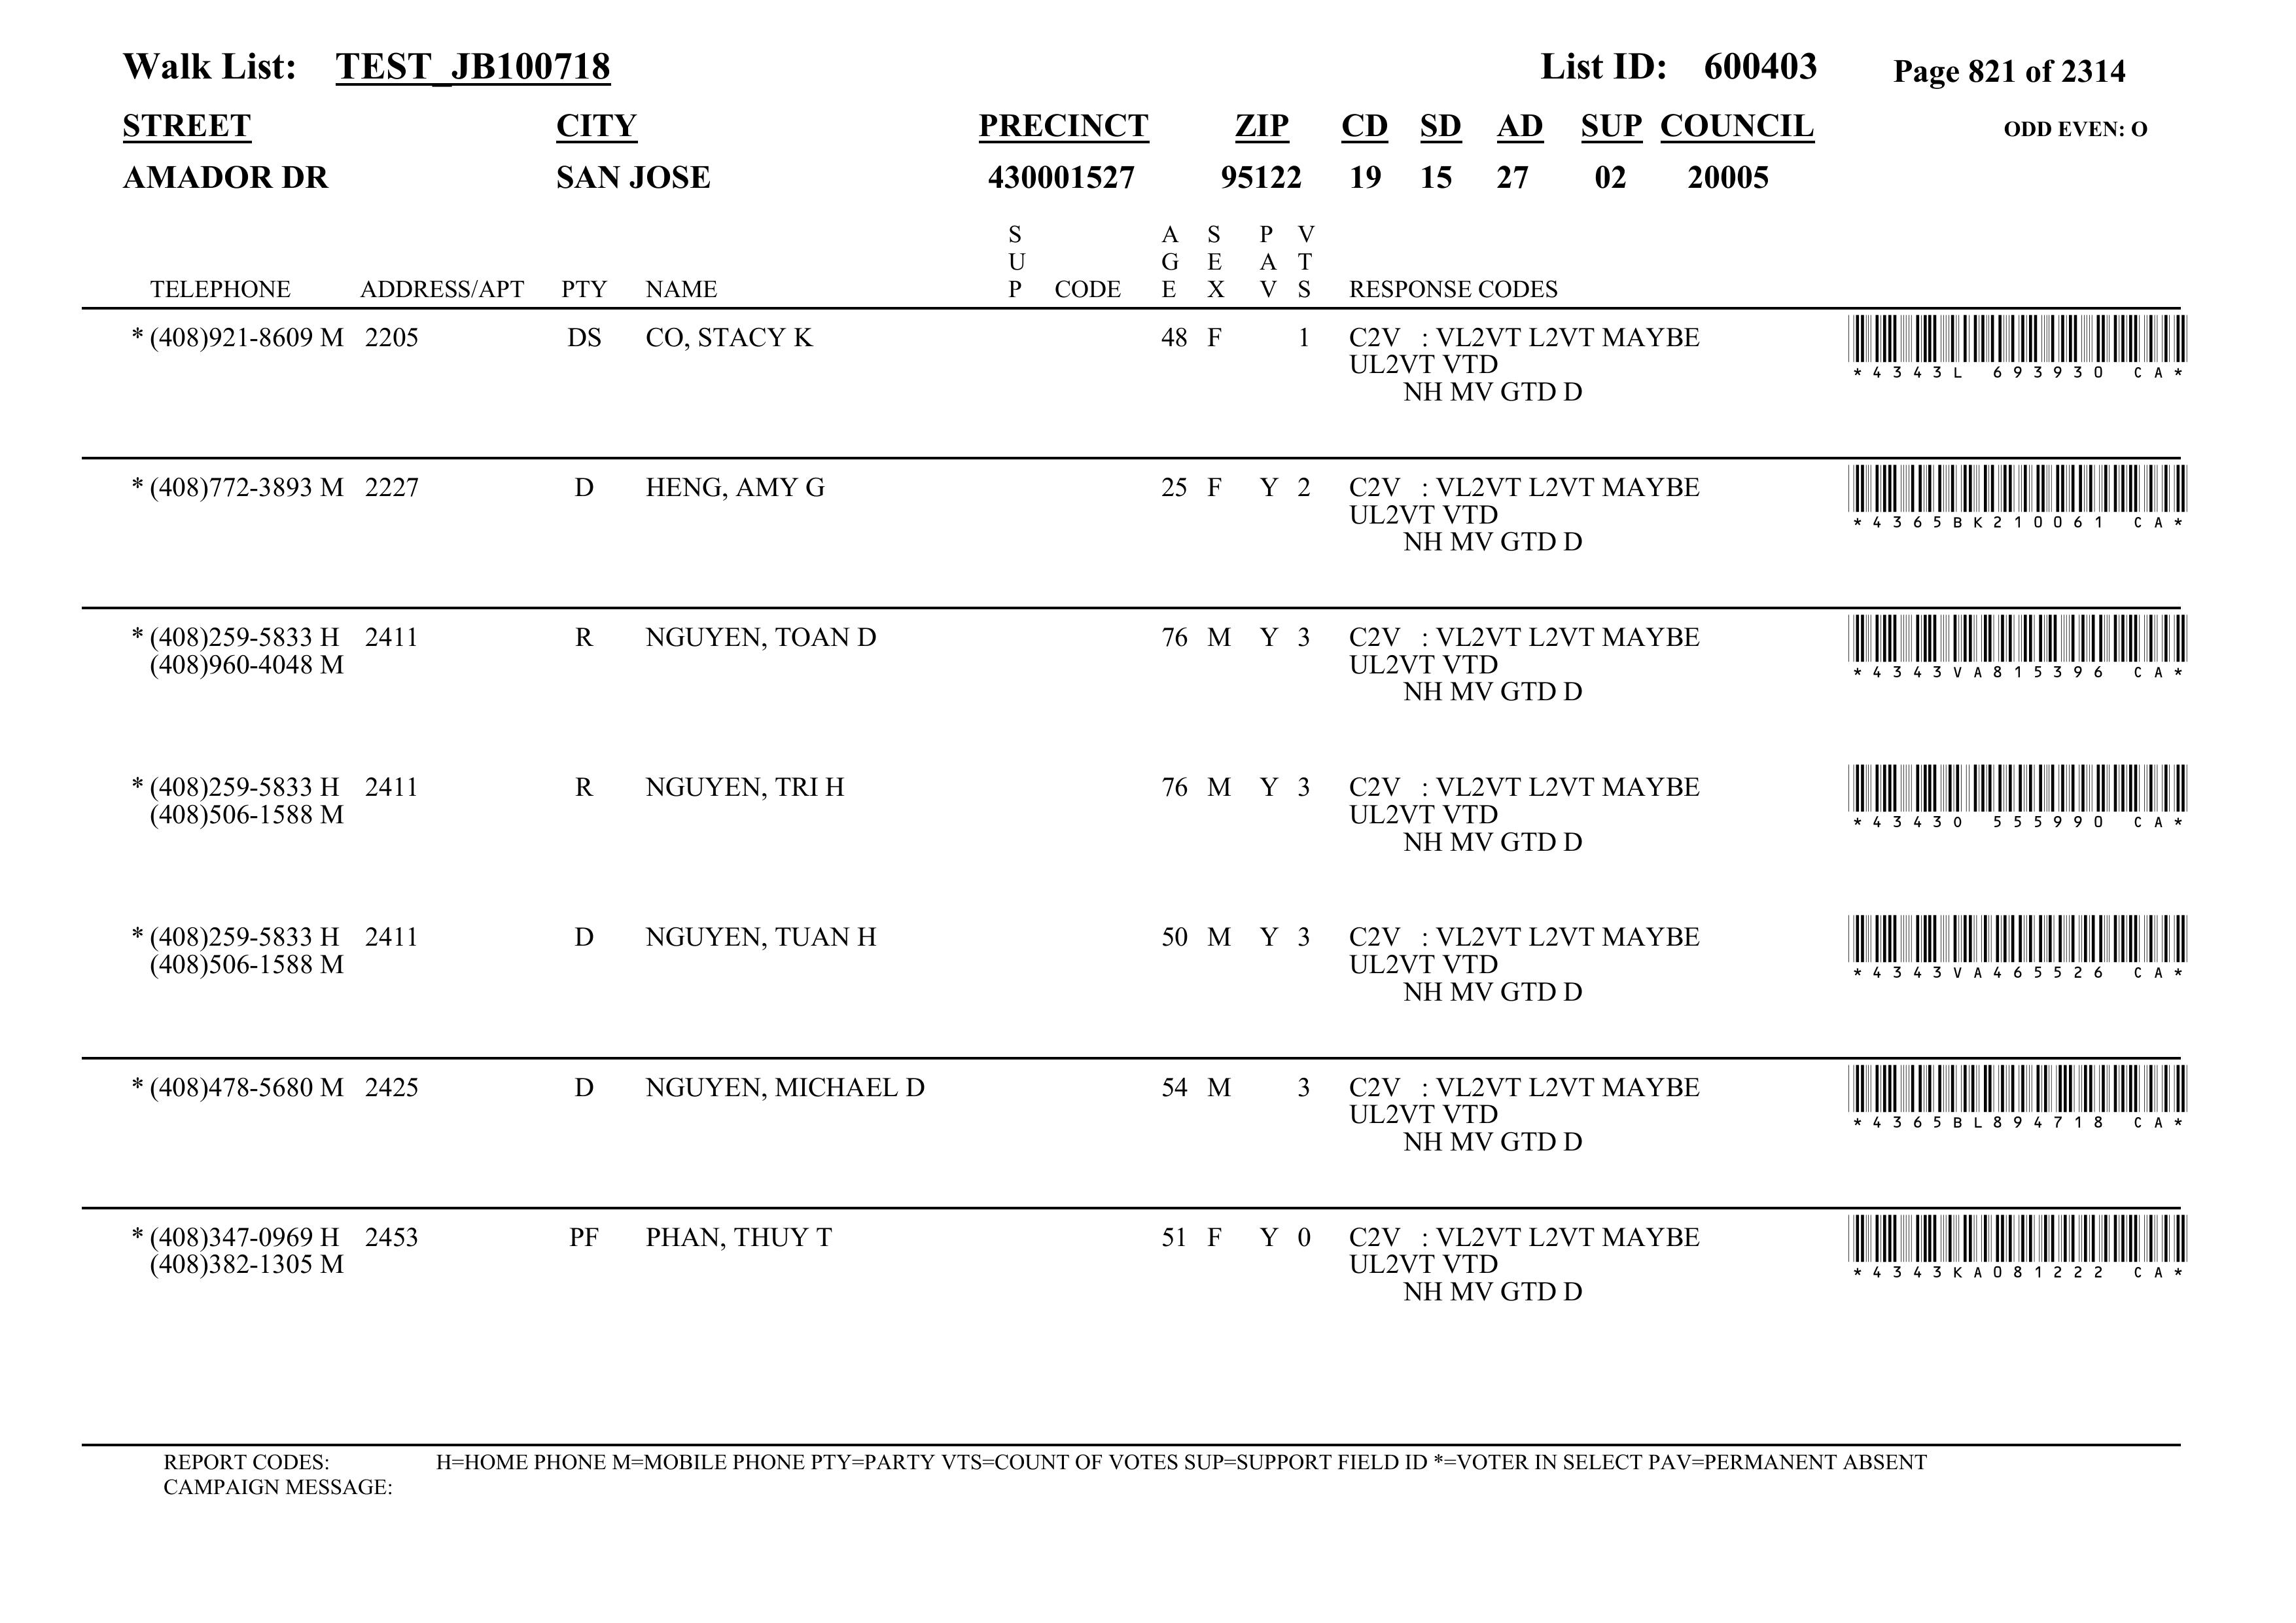 Walk List: TEST_JB100718 List ID: 600403 Page 821 of 2314
STREET CITY PRECINCT ZIP CD SD AD SUP COUNCIL ODD EVEN: O
AMADOR DR SAN JOSE 430001527 95122 19 15 27 02 20005
S A S P V
U G E A T
TELEPHONE ADDRESS/APT PTY NAME P CODE E X V S RESPONSE CODES
* (408)921-8609 M 2205 DS CO, STACY K 48 F 1 C2V : VL2VT L2VT MAYBE
UL2VT VTD
*4343L 693930 CA*
NH MV GTD D
* (408)772-3893 M 2227 D HENG, AMY G 25 F Y 2 C2V : VL2VT L2VT MAYBE
UL2VT VTD
*4365BK210061 CA*
NH MV GTD D
* (408)259-5833 H 2411 R NGUYEN, TOAN D 76 M Y 3 C2V : VL2VT L2VT MAYBE
(408)960-4048 M UL2VT VTD
*4343VA815396 CA*
NH MV GTD D
* (408)259-5833 H 2411 R NGUYEN, TRI H 76 M Y 3 C2V : VL2VT L2VT MAYBE
(408)506-1588 M UL2VT VTD
*43430 555990 CA*
NH MV GTD D
* (408)259-5833 H 2411 D NGUYEN, TUAN H 50 M Y 3 C2V : VL2VT L2VT MAYBE
(408)506-1588 M UL2VT VTD
*4343VA465526 CA*
NH MV GTD D
* (408)478-5680 M 2425 D NGUYEN, MICHAEL D 54 M 3 C2V : VL2VT L2VT MAYBE
UL2VT VTD
*4365BL894718 CA*
NH MV GTD D
* (408)347-0969 H 2453 PF PHAN, THUY T 51 F Y 0 C2V : VL2VT L2VT MAYBE
(408)382-1305 M UL2VT VTD
*4343KA081222 CA*
NH MV GTD D
REPORT CODES: H=HOME PHONE M=MOBILE PHONE PTY=PARTY VTS=COUNT OF VOTES SUP=SUPPORT FIELD ID *=VOTER IN SELECT PAV=PERMANENT ABSENT
CAMPAIGN MESSAGE: